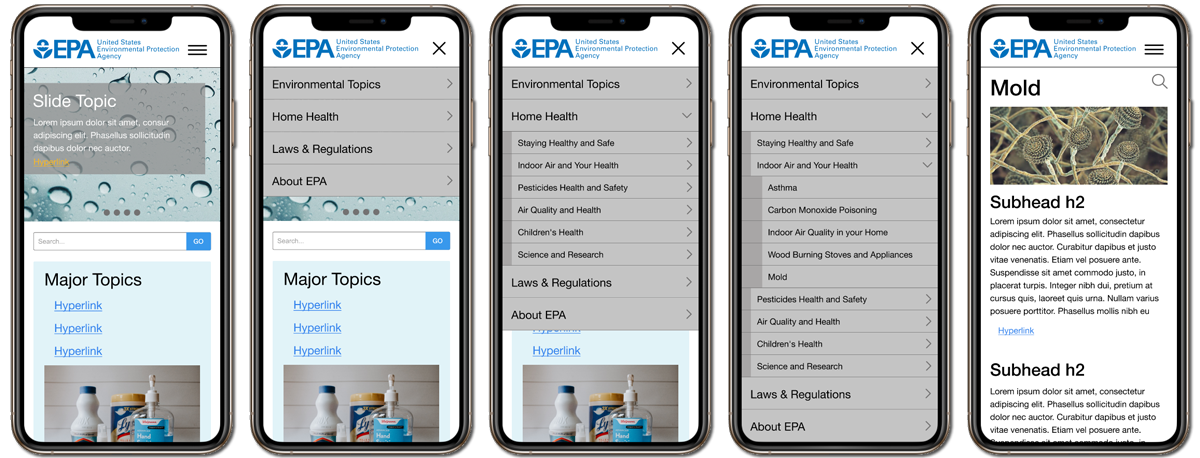 EPA
United States
Environmental Protection
Agency
Slide Topic
Lorem ipsum dolor sit amet, consur
adipiscing elit. Phasellus sollicitudin
dapibus dolor nec auctor.
Hyperlink
Search...
GO
Major Topics
Hyperlink
Hyperlink
Hyperlink
Hand
EPA
United States
Environmental Protection
Agency
Environmental Topics
Home Health
Laws & Regulations
About EPA
Search...
GO
Major Topics
Hyperlink
Hyperlink
Hyperlink
Hand
EPA
United States
Environmental Protection
Agency
Environmental Topics
Home Health
Staying Healthy and Safe
Indoor Air and Your Health
Pesticides Health and Safety
Air Quality and Health
Children's Health
Science and Research
Laws & Regulations
About EPA
Hyperlink
Hyperlink
Hand
EPA
United States
Environmental Protection
Agency
Environmental Topics
Home Health
Staying Healthy and Safe
Indoor Air and Your Health
Asthma
Carbon Monoxide Poisoning
Indoor Air Quality in your Home
Wood Burning Stoves and Appliances
Mold
Pesticides Health and Safety
Air Quality and Health
Children's Health
Science and Research
Laws & Regulations
About EPA
EPA
United States
Environmental Protection
Agency
Mold
Subhead h2
Lorem ipsum dolor sit amet, consectetur
adipiscing elit. Phasellus sollicitudin dapibus
dolor nec auctor. Curabitur dapibus et justo
vitae venenatis. Etiam vel posuere ante.
Suspendisse sit amet commodo justo, in
placerat turpis. Integer nibh dui, pretium at
cursus quis, laoreet quis urna. Nullam varius
posuere porttitor. Phasellus mollis nibh eu
Hyperlink
Subhead h2
Lorem ipsum dolor sit amet, consectetur
adipiscing elit. Phasellus sollicitudin dapibus
dolor nec auctor. Curabitur dapibus et justo
vitae venenatis. Etiam vel posuere ante.
Suspendisse sit amet commodo justo, in